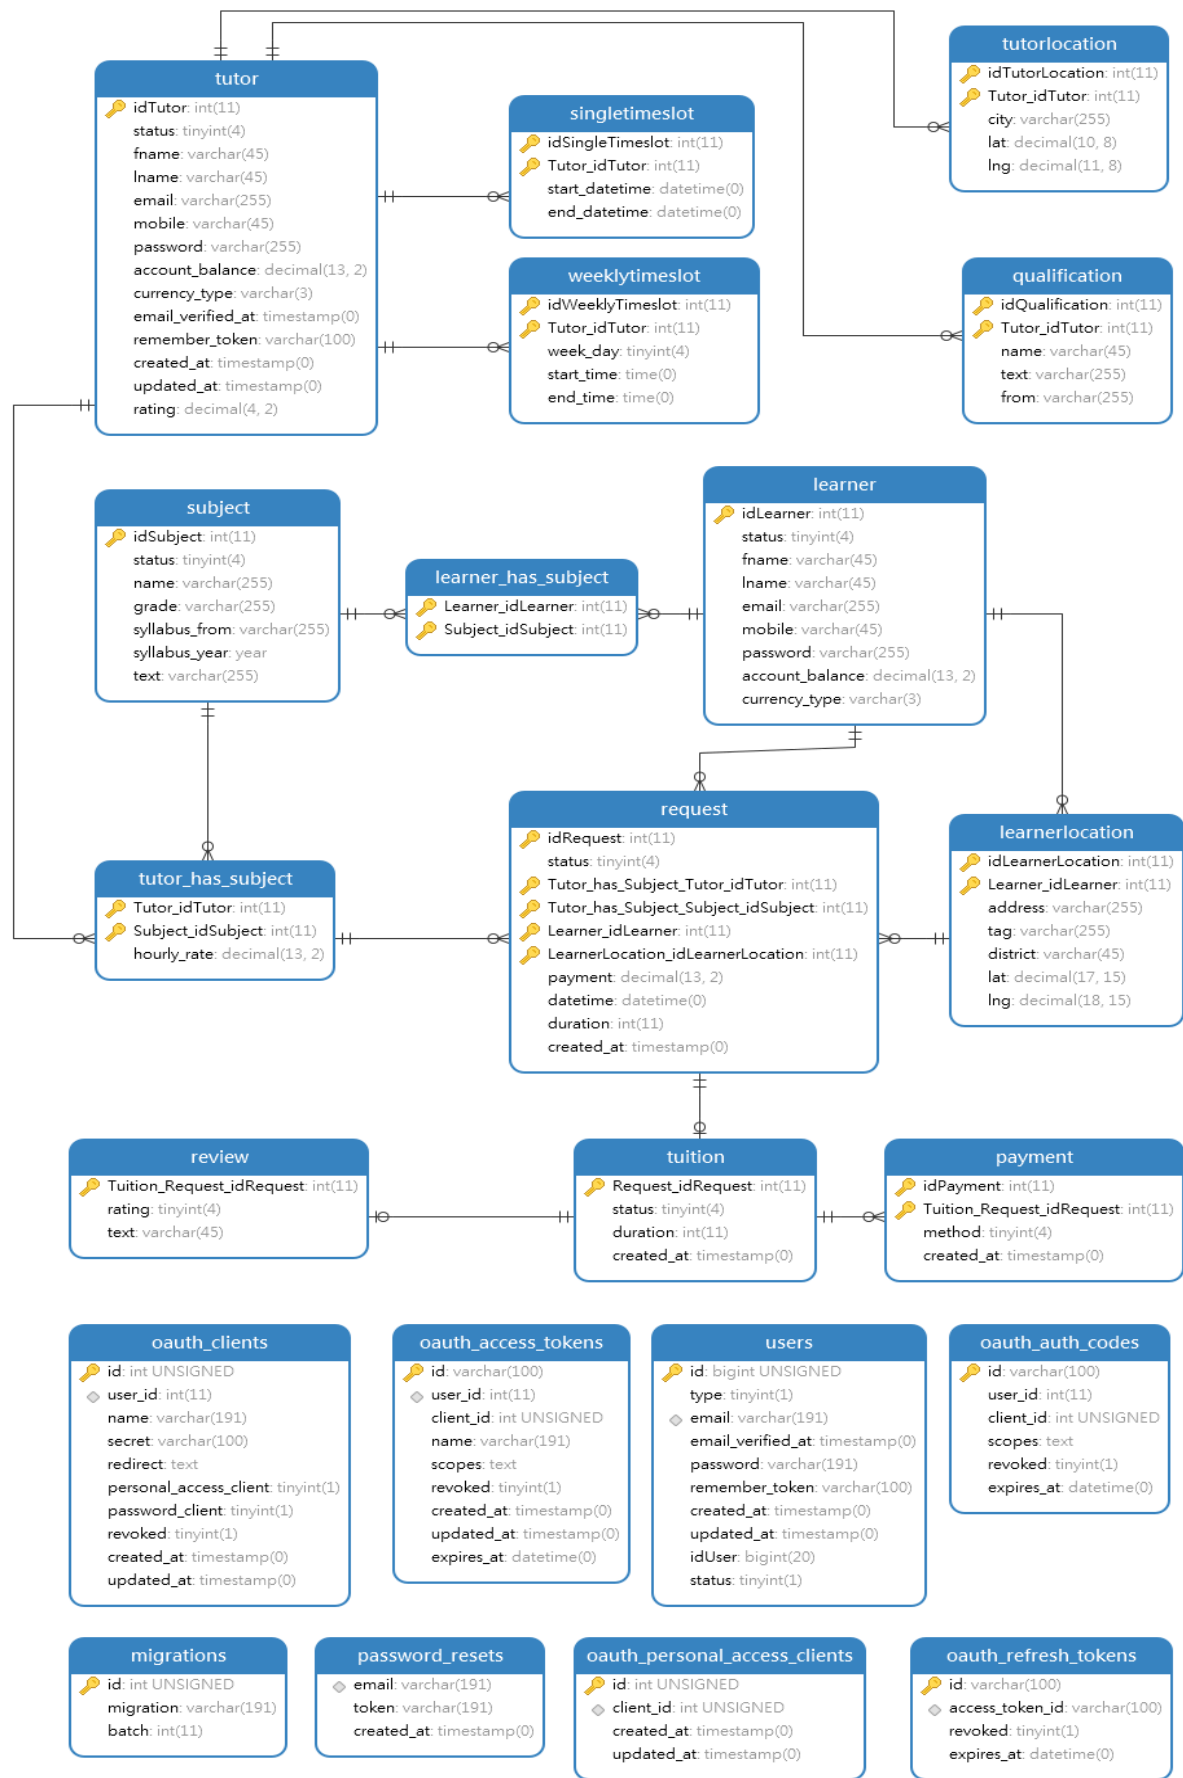 tutor
idTutor: int(11)
status: tinyint(4)
fname: varchar(45)
lname: varchar(45)
email: varchar(255)
mobile: varchar(45)
password: varchar(255)
account_balance: decimal(13, 2)
currency_type: varchar(3)
email_verified_at: timestamp(0)
remember_token: varchar(100)
created_at: timestamp(0)
updated_at: timestamp(0)
rating: decimal(4, 2)
singletimeslot
idSingleTimeslot: int(11)
Tutor_idTutor: int(11)
start_datetime: datetime(0)
end_datetime: datetime(0)
weeklytimeslot
idWeeklyTimeslot: int(11)
Tutor_idTutor: int(11)
week_day: tinyint(4)
start_time: time(0)
end_time: time(0)
tutorlocation
idTutorLocation: int(11)
Tutor_idTutor: int(11)
city: varchar(255)
lat: decimal(10, 8)
lng: decimal(11, 8)
qualification
idQualification: int(11)
Tutor_idTutor: int(11)
name: varchar(45)
text: varchar(255)
from: varchar(255)
subject
idSubject: int(11)
status: tinyint(4)
name: varchar(255)
grade: varchar(255)
syllabus_from: varchar(255)
syllabus_year: year
text: varchar(255)
learner_has_subject
Learner_idLearner: int(11)
Subject_idSubject: int(11)
learner
idLearner: int(11)
status: tinyint(4)
fname: varchar(45)
lname: varchar(45)
email: varchar(255)
mobile: varchar(45)
password: varchar(255)
account_balance: decimal(13, 2)
currency_type: varchar(3)
tutor_has_subject
Tutor_idTutor: int(11)
Subject_idSubject: int(11)
hourly_rate: decimal(13, 2)
request
idRequest: int(11)
status: tinyint(4)
Tutor_has_Subject_Tutor_idTutor: int(11)
Tutor_has_Subject_Subject_idSubject: int(11)
Learner_idLearner: int(11)
LearnerLocation_idLearnerLocation: int(11)
payment: decimal(13, 2)
datetime: datetime(0)
duration: int(11)
created_at: timestamp(0)
learnerlocation
idLearnerLocation: int(11)
Learner_idLearner: int(11)
address: varchar(255)
tag: varchar(255)
district: varchar(45)
lat: decimal(17, 15)
lng: decimal(18, 15)
review
Tuition_Request_idRequest: int(11)
rating: tinyint(4)
text: varchar(45)
tuition
Request_idRequest: int(11)
status: tinyint(4)
duration: int(11)
created_at: timestamp(0)
payment
idPayment: int(11)
Tuition_Request_idRequest: int(11)
method: tinyint(4)
created_at: timestamp(0)
oauth_clients
id: int UNSIGNED
user_id: int(11)
name: varchar(191)
secret: varchar(100)
redirect: text
personal_access_client: tinyint(1)
password_client: tinyint(1)
revoked: tinyint(1)
created_at: timestamp(0)
updated_at: timestamp(0)
oauth_access_tokens
id: varchar(100)
user_id: int(11)
client_id: int UNSIGNED
name: varchar(191)
scopes: text
revoked: tinyint(1)
created_at: timestamp(0)
updated_at: timestamp(0)
expires_at: datetime(0)
users
id: bigint UNSIGNED
type: tinyint(1)
email: varchar(191)
email_verified_at: timestamp(0)
password: varchar(191)
remember_token: varchar(100)
created_at: timestamp(0)
updated_at: timestamp(0)
idUser: bigint(20)
status: tinyint(1)
oauth_auth_codes
id: varchar(100)
user_id: int(11)
client_id: int UNSIGNED
scopes: text
revoked: tinyint(1)
expires_at: datetime(0)
migrations
id: int UNSIGNED
migration: varchar(191)
batch: int(11)
password_resets
email: varchar(191)
token: varchar(191)
created_at: timestamp(0)
oauth_personal_access_clients
id: int UNSIGNED
client_id: int UNSIGNED
created_at: timestamp(0)
updated_at: timestamp(0)
oauth_refresh_tokens
id: varchar(100)
access_token_id: varchar(100)
revoked: tinyint(1)
expires_at: datetime(0)